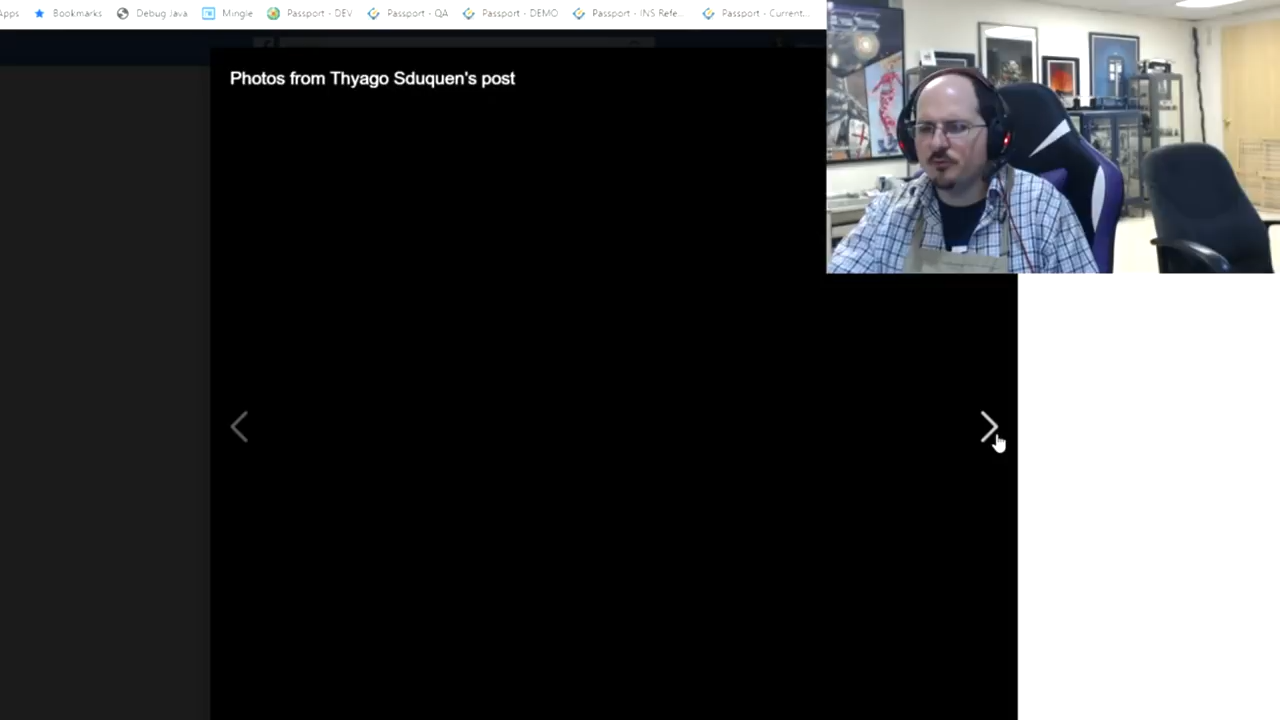 Apps Bookmarks Debug Java Mingle Passport - DEV Passport - QA Passport - DEMO Passport - INS Refe... Passport - Current...
Photos from Thyago Sduquen's post